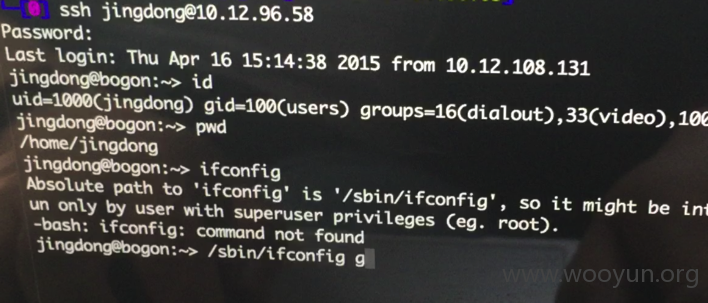 ssh jingdong@10.12.96.58
Password:
Last login: Thu Apr 16 15:14:38 2015 from 10.12.108.131
jingdong@bogon:~> id
uid=1000(jingdong) gid=100(users) groups=16(dialout),33(video),100
jingdong@bogon:~> pwd
/home/jingdong
jingdong@bogon:~> ifconfig
Absolute path to 'ifconfig' is '/sbin/ifconfig', so it might be int
un only by user with superuser privileges (eg. root).
-bash: ifconfig: command not found
jingdong@bogon:~> /sbin/ifconfig g
www.wooyun.org